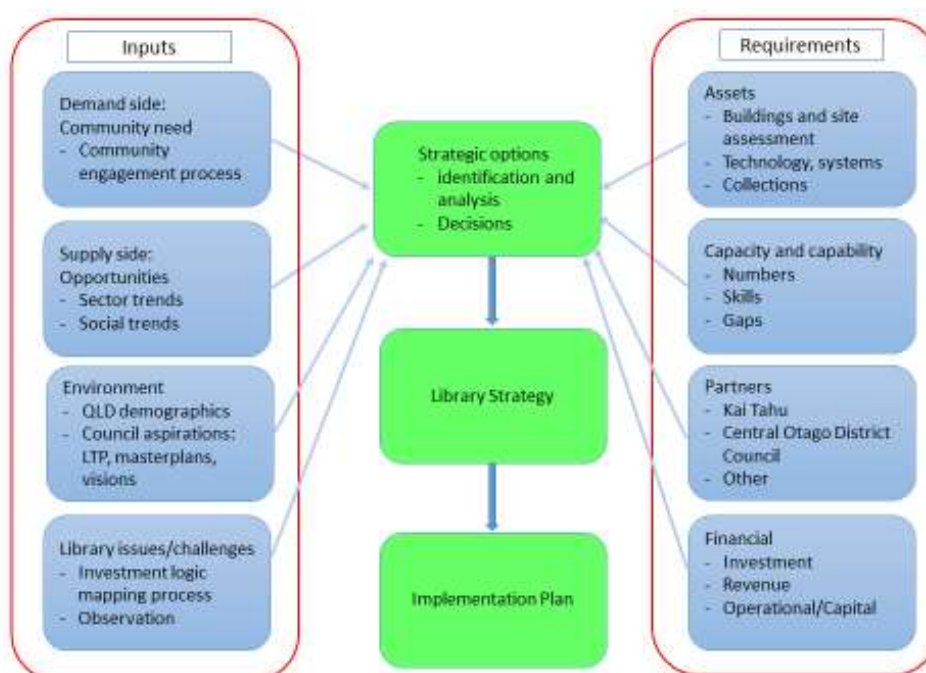 Inputs
Demand side:
Community need
- Community
engagement process
Supply side:
Opportunities
- Sector trends
- Social trends
Environment
- QLD demographics
- Council aspirations:
LTP, masterplans,
visions
Library issues/challenges
- Investment logic
mapping process
- Observation
Strategic options
- identification and
analysis
- Decisions
Library Strategy
Implementation Plan
Requirements
Assets
- Buildings and site
assessment
- Technology, systems
- Collections
Capacity and capability
- Numbers
- Skills
- Gaps
Partners
- Kai Tahu
- Central Otago District
Council
- Other
Financial
- Investment
- Revenue
- Operational/Capital